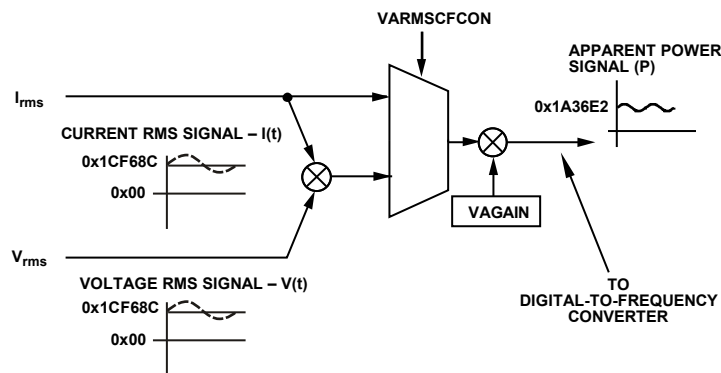 VARMSCFCON
APPARENT POWER
SIGNAL (P)
0x1A36E2
Irms
CURRENT RMS SIGNAL – I(t)
0x1CF68C
0x00
VAGAIN
Vrms
VOLTAGE RMS SIGNAL – V(t)
0x1CF68C
0x00
TO
DIGITAL-TO-FREQUENCY
CONVERTER